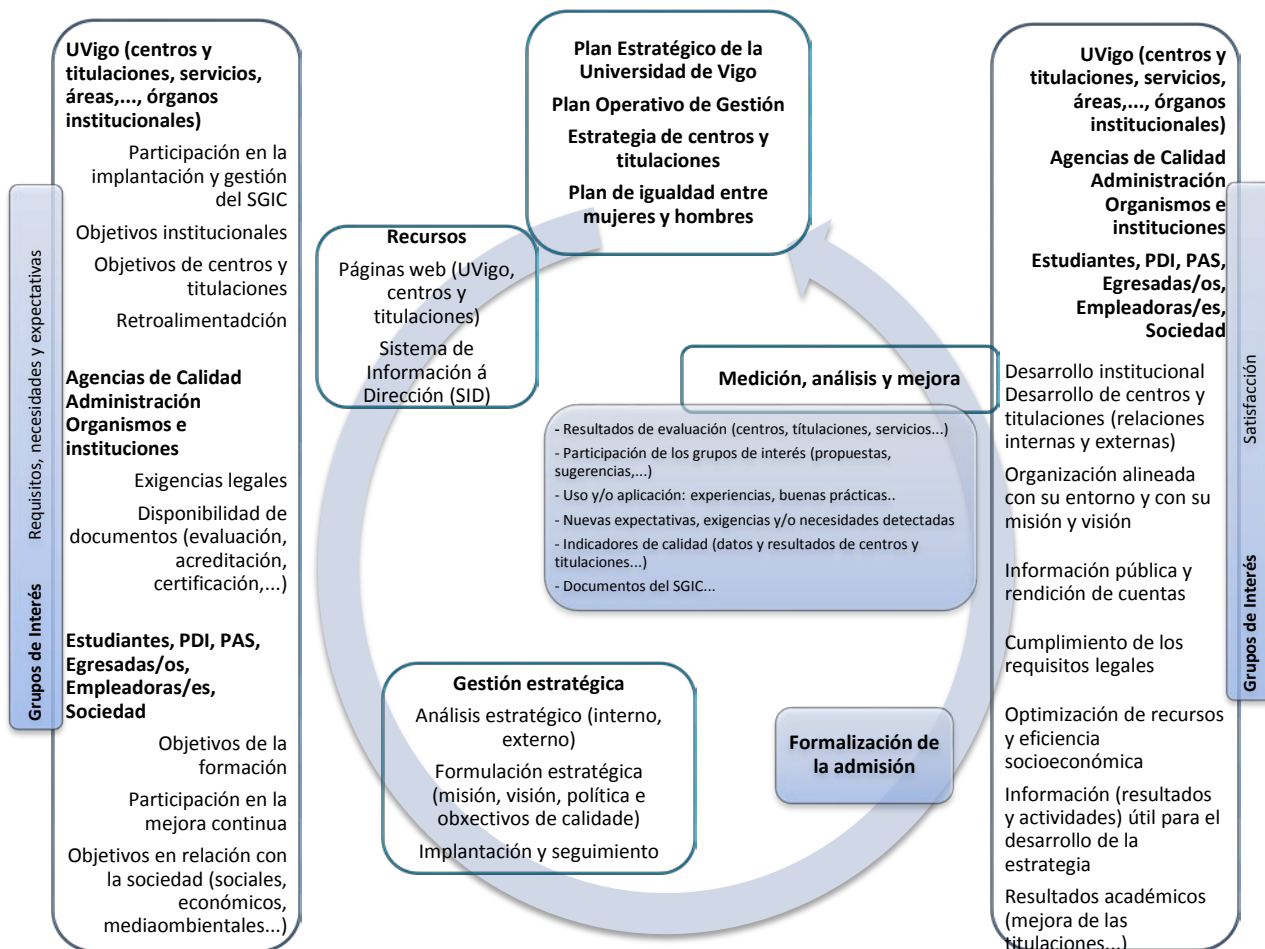 Grupos de Interés
Requisitos, necesidades y expectativas
UVigo (centros y
titulaciones, servicios,
áreas,..., órganos
institucionales)
Participación en la
implantación y gestión
del SGIC
Objetivos institucionales
Objetivos de centros y
titulaciones
Retroalimentadción
Agencias de Calidad
Administración
Organismos e
instituciones
Exigencias legales
Disponibilidad de
documentos (evaluación,
acreditación,
certificación,...)
Estudiantes, PDI, PAS,
Egresadas/os,
Empleadoras/es,
Sociedad
Objetivos de la
formación
Participación en la
mejora continua
Objetivos en relación con
la sociedad (sociales,
económicos,
mediaombientales...)
Plan Estratégico de la
Universidad de Vigo
Plan Operativo de Gestión
Estrategia de centros y
titulaciones
Plan de igualdad entre
mujeres y hombres
Recursos
Páginas web (UVigo,
centros y
titulaciones)
Sistema de
Información á
Dirección (SID)
Medición, análisis y mejora
- Resultados de evaluación (centros, títulaciones, servicios...)
- Participación de los grupos de interés (propuestas,
sugerencias,...)
- Uso y/o aplicación: experiencias, buenas prácticas..
- Nuevas expectativas, exigencias y/o necesidades detectadas
- Indicadores de calidad (datos y resultados de centros y
titulaciones...)
- Documentos del SGIC...
Gestión estratégica
Análisis estratégico (interno,
externo)
Formulación estratégica
(misión, visión, política e
obxectivos de calidade)
Implantación y seguimiento
Formalización de
la admisión
UVigo (centros y
titulaciones, servicios,
áreas,..., órganos
institucionales)
Agencias de Calidad
Administración
Organismos e
instituciones
Estudiantes, PDI, PAS,
Egresadas/os,
Empleadoras/es,
Sociedad
Desarrollo institucional
Desarrollo de centros y
titulaciones (relaciones
internas y externas)
Organización alineada
con su entorno y con su
misión y visión
Información pública y
rendición de cuentas
Cumplimiento de los
requisitos legales
Optimización de recursos
y eficiencia
socioeconómica
Información (resultados
y actividades) útil para el
desarrollo de la
estrategia
Resultados académicos
(mejora de las
titulaciones...)
Grupos de Interés
Satisfacción